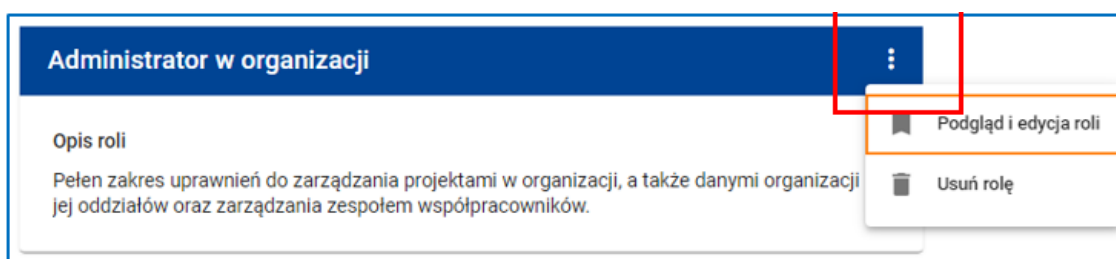 Administrator w organizacji
Podgląd i edycja roli
Opis roli
Pełen zakres uprawnień do zarządzania projektami w organizacji, a także danymi organizacji
Usuń rolę
jej oddziałów oraz zarządzania zespołem współpracowników.